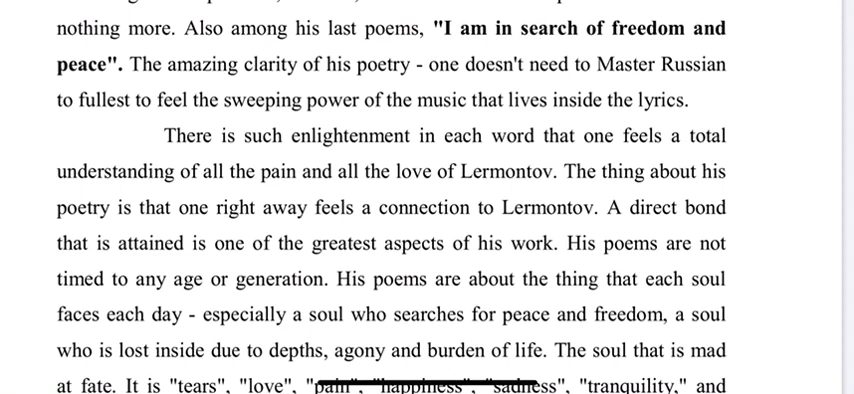 nothing more. Also among his last poems, "I am in search of freedom and
peace". The amazing clarity of his poetry - one doesn't need to Master Russian
to fullest to feel the sweeping power of the music that lives inside the lyrics.
There is such enlightenment in each word that one feels a total
understanding of all the pain and all the love of Lermontov. The thing about his
poetry is that one right away feels a connection to Lermontov. A direct bond
that is attained is one of the greatest aspects of his work. His poems are not
timed to any age or generation. His poems are about the thing that each soul
faces each day - especially a soul who searches for peace and freedom, a soul
who is lost inside due to depths, agony and burden of life. The soul that is mad
at fate. It is "tears", "love", "pain", "happiness", "sadness", "tranquility," and